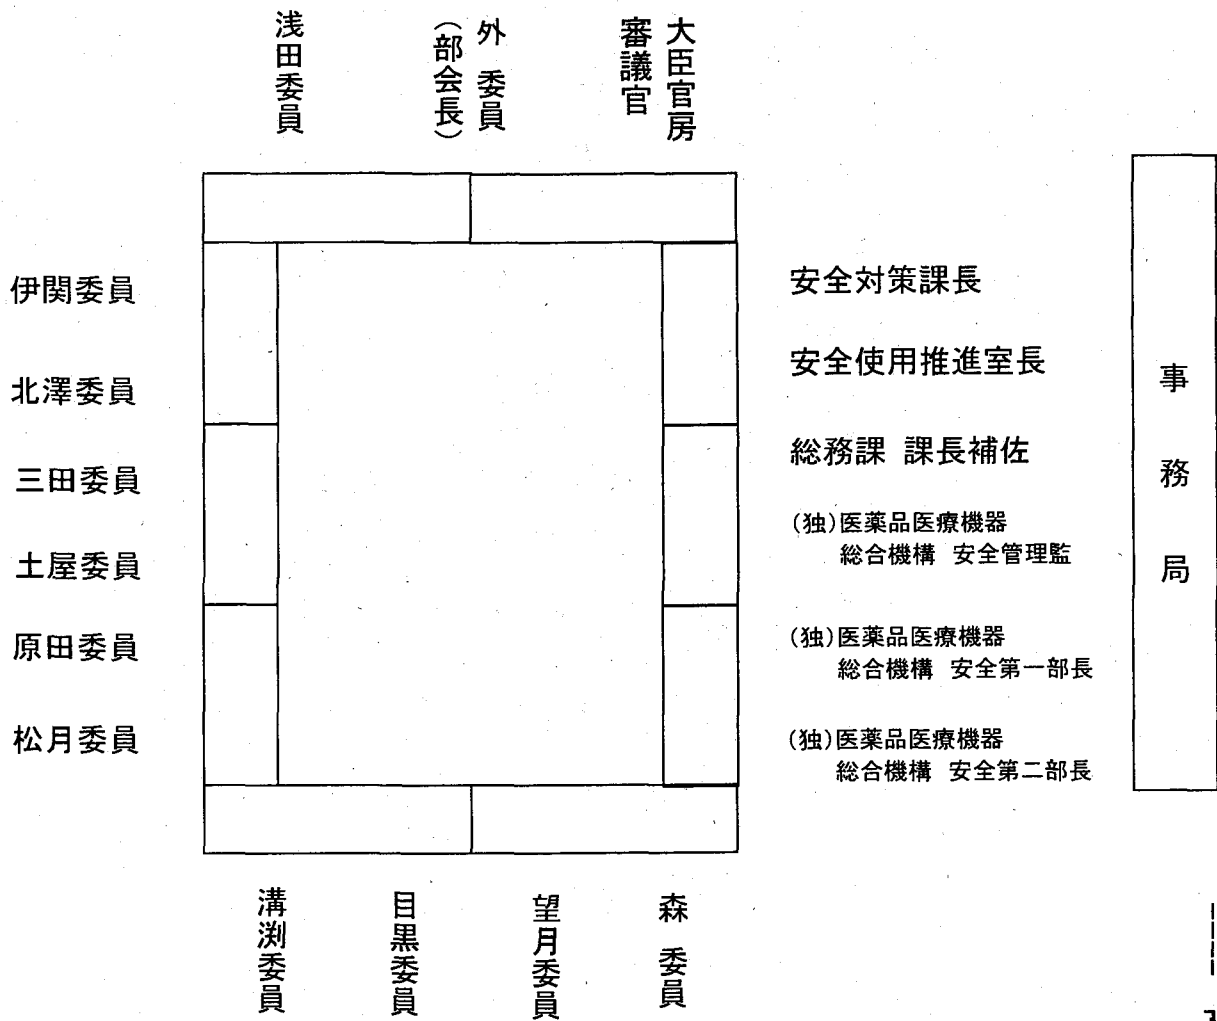 大臣官房
審議官
外 委員
(部会長)
浅田委員
伊関委員
北澤委員
三田委員
土屋委員
原田委員
松月委員
安全対策課長
安全使用推進室長
総務課 課長補佐
(独)医薬品医療機器
総合機構 安全管理監
(独)医薬品医療機器
総合機構 安全第一部長
(独)医薬品医療機器
総合機構 安全第二部長
事務局
溝渕委員
目黒委員
望月委員
森 委員